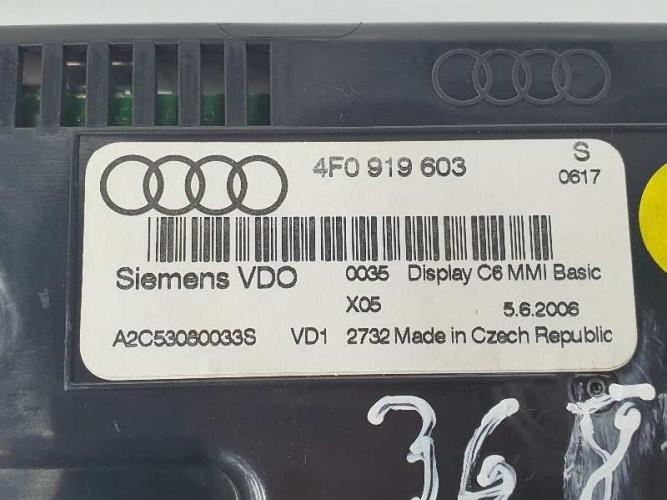 4F0 919 603
S
0617
Siemens VDO 0035 Display C6 MMI Basic
X05 5.6.2006
A2C53080033S VD1 2732 Made in Czech Republic
368